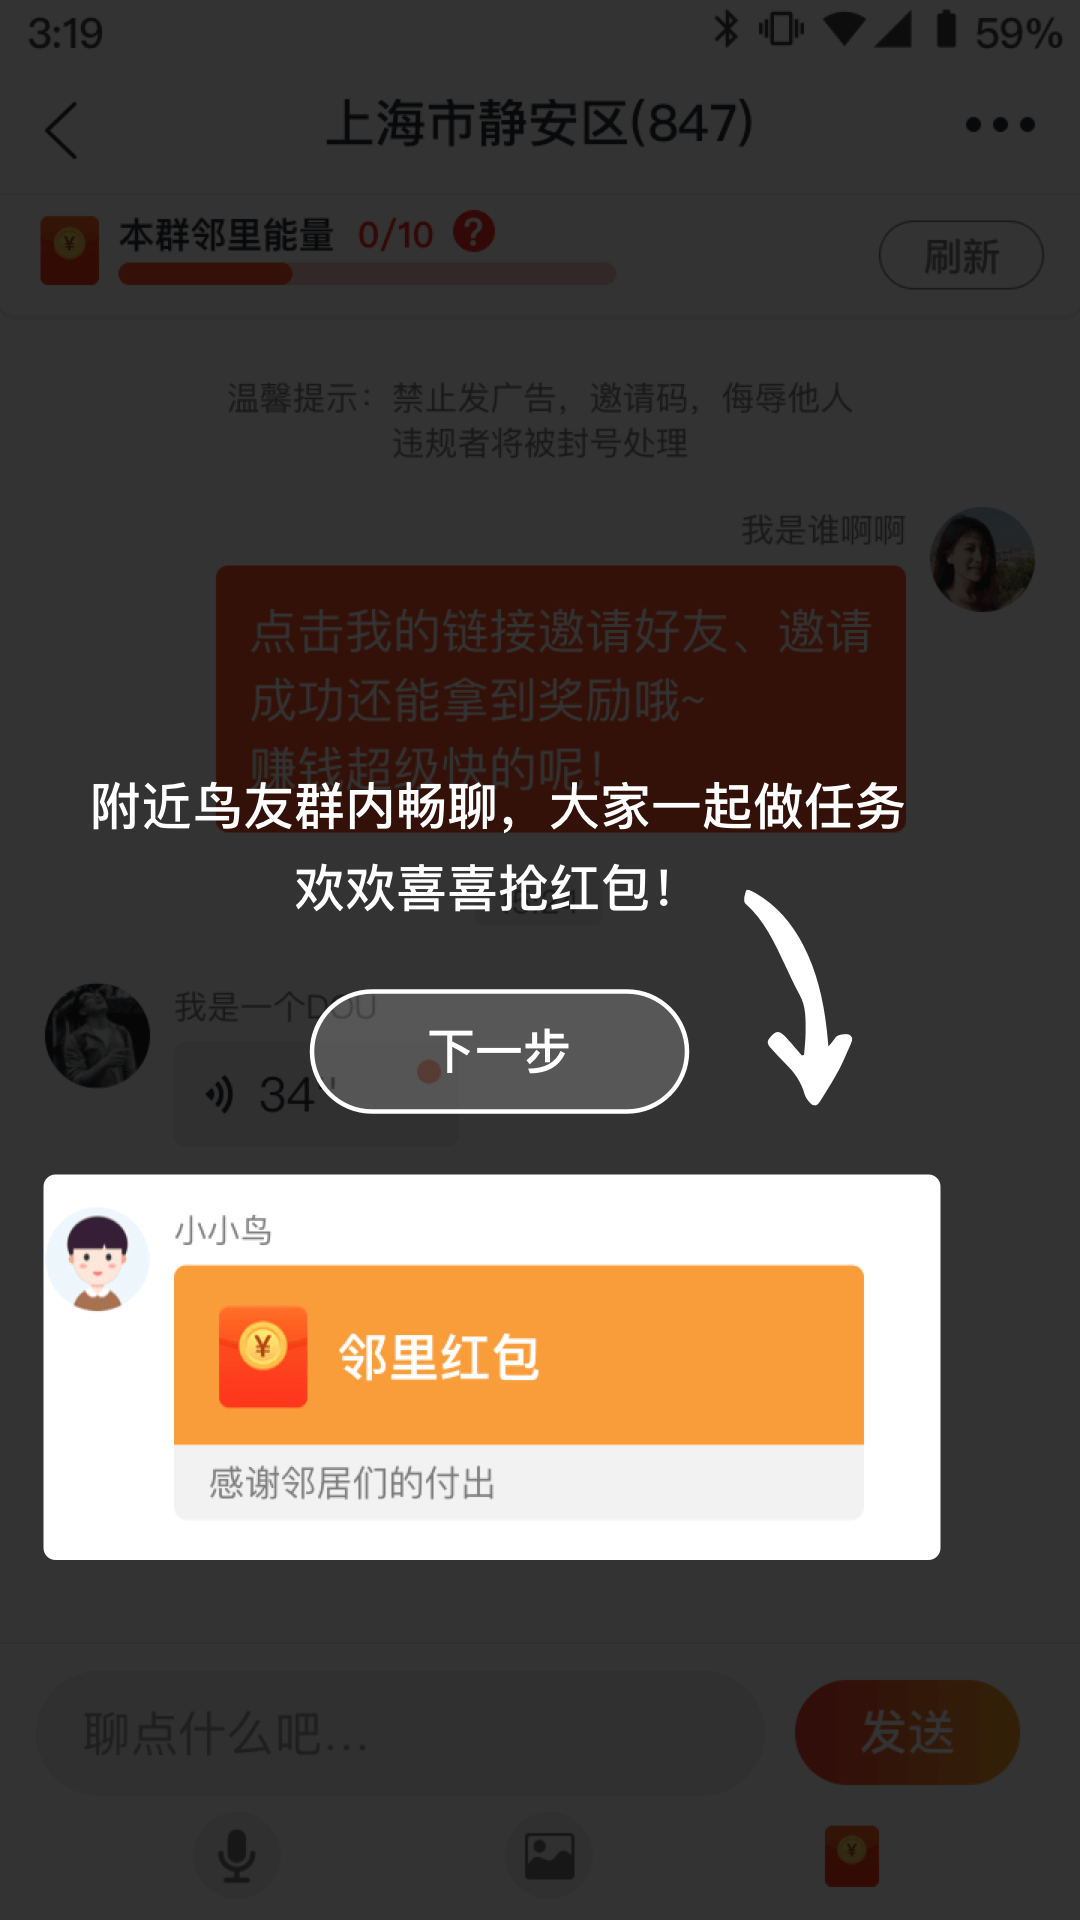 3:19
59%
上海市静安区(847)
本群邻里能量 0/10 ?
刷新
温馨提示：禁止发广告，邀请码，侮辱他人
违规者将被封号处理
我是谁啊啊
点击我的链接邀请好友、邀请
成功还能拿到奖励哦~
赚钱超级快的呢！
附近鸟友群内畅聊，大家一起做任务
欢欢喜喜抢红包！
我是一个DOU
下一步
34"
小小鸟
邻里红包
感谢邻居们的付出
聊点什么吧...
发送